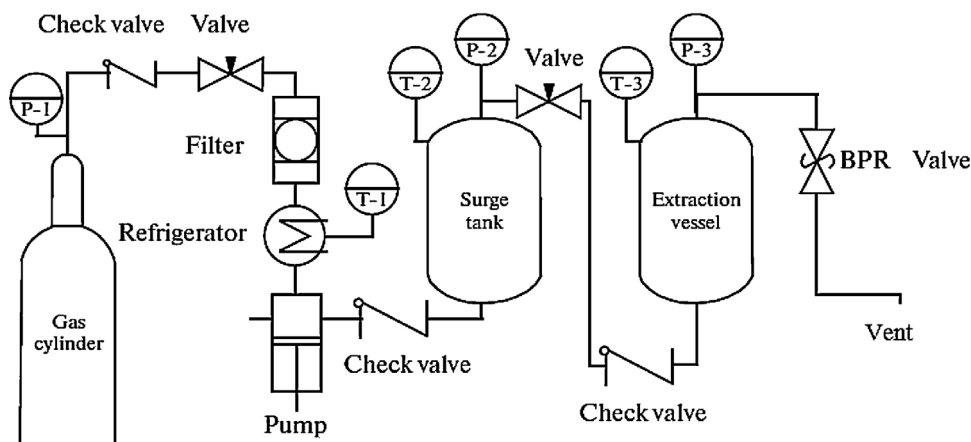 Check valve
Valve
P-1
Filter
T-1
Refrigerator
Gas
cylinder
Pump
Check valve
T-2
P-2
Valve
Surge
tank
T-3
P-3
Extraction
vessel
BPR Valve
Vent
Check valve